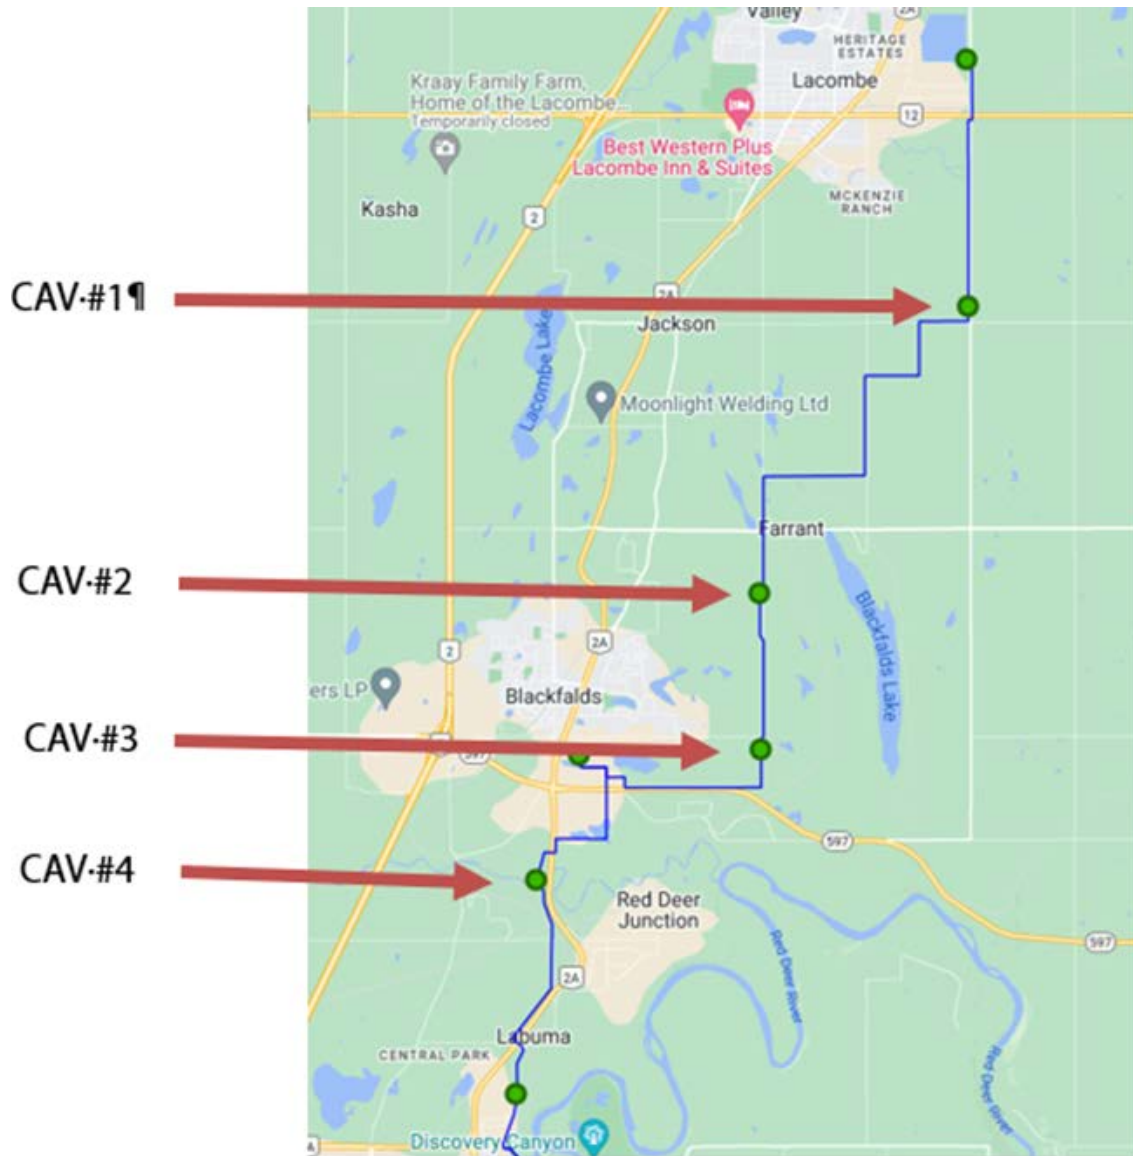 Valley
2A
HERITAGE
ESTATES
Lacombe
Kraay Family Farm,
Home of the Lacombe...
Temporarily closed
12
Best Western Plus
Lacombe Inn & Suites
MCKENZIE
RANCH
Kasha
2
CAV·#1¶
2A
Jackson
Lacombe Lake
Moonlight Welding Ltd
Farrant
CAV·#2
Blackfalds Lake
2A
2
ers LP
Blackfalds
CAV·#3
597
597
CAV·#4
Red Deer
Junction
597
Red Deer River
2A
Labuma
CENTRAL PARK
Red Deer River
Discovery Canyon
A